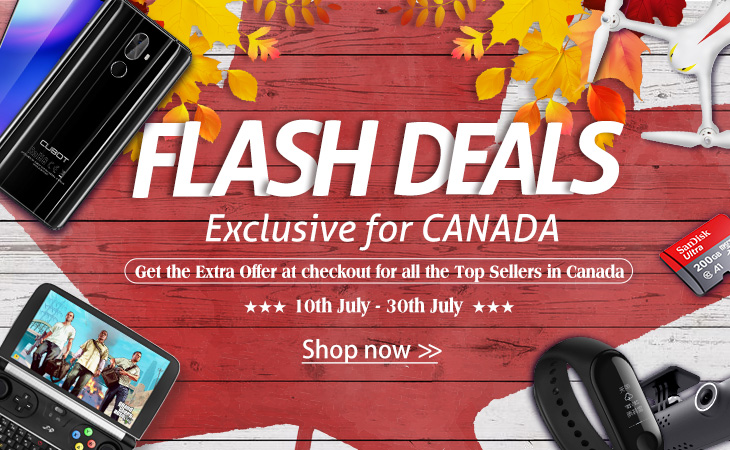 CUBOT
FLASH DEALS
Exclusive for CANADA
Get the Extra Offer at checkout for all the Top Sellers in Canada
★★★ 10th July - 30th July ★★★
Shop now >>
SanDisk
Ultra
200GB
A1